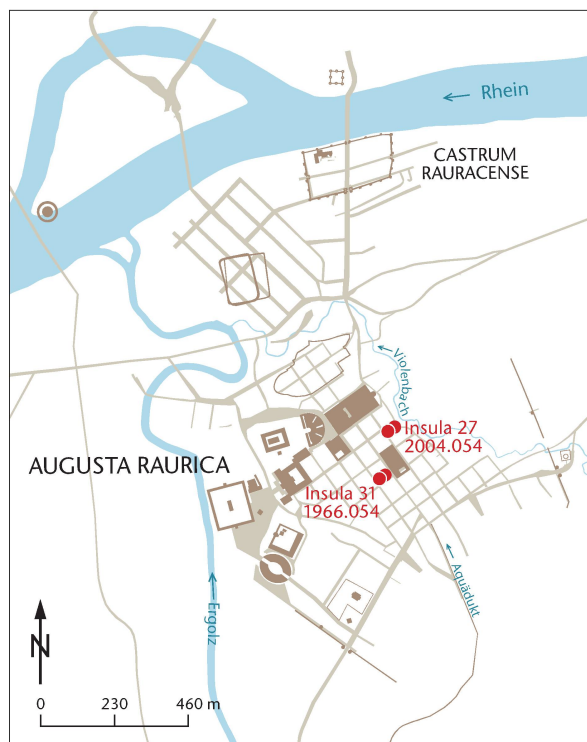 Rhein
CASTRUM
RAURACENSE
Violenbach
Insula 27
2004.054
AUGUSTA RAURICA
Insula 31
1966.054
Aquädukt
Ergolz
N
0 230 460 m